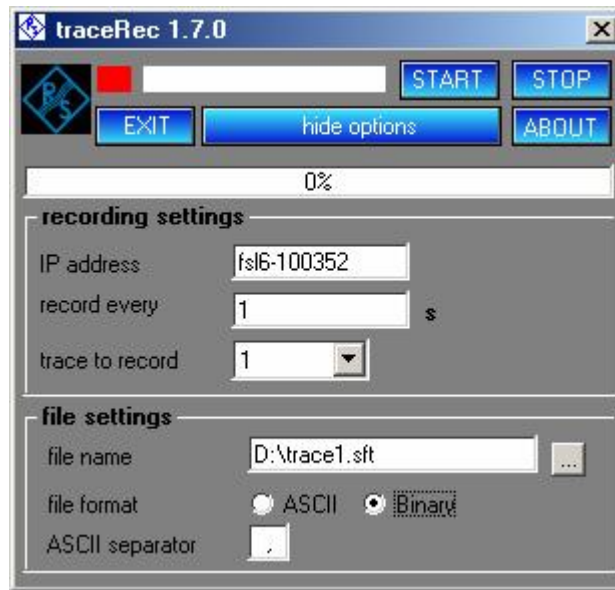 traceRec 1.7.0
R S
START STOP
EXIT hide options ABOUT
0%
recording settings
IP address fsl6-100352
record every 1 s
trace to record 1
file settings
file name D:\trace1.sft ...
file format ASCII Binary
ASCII separator ,